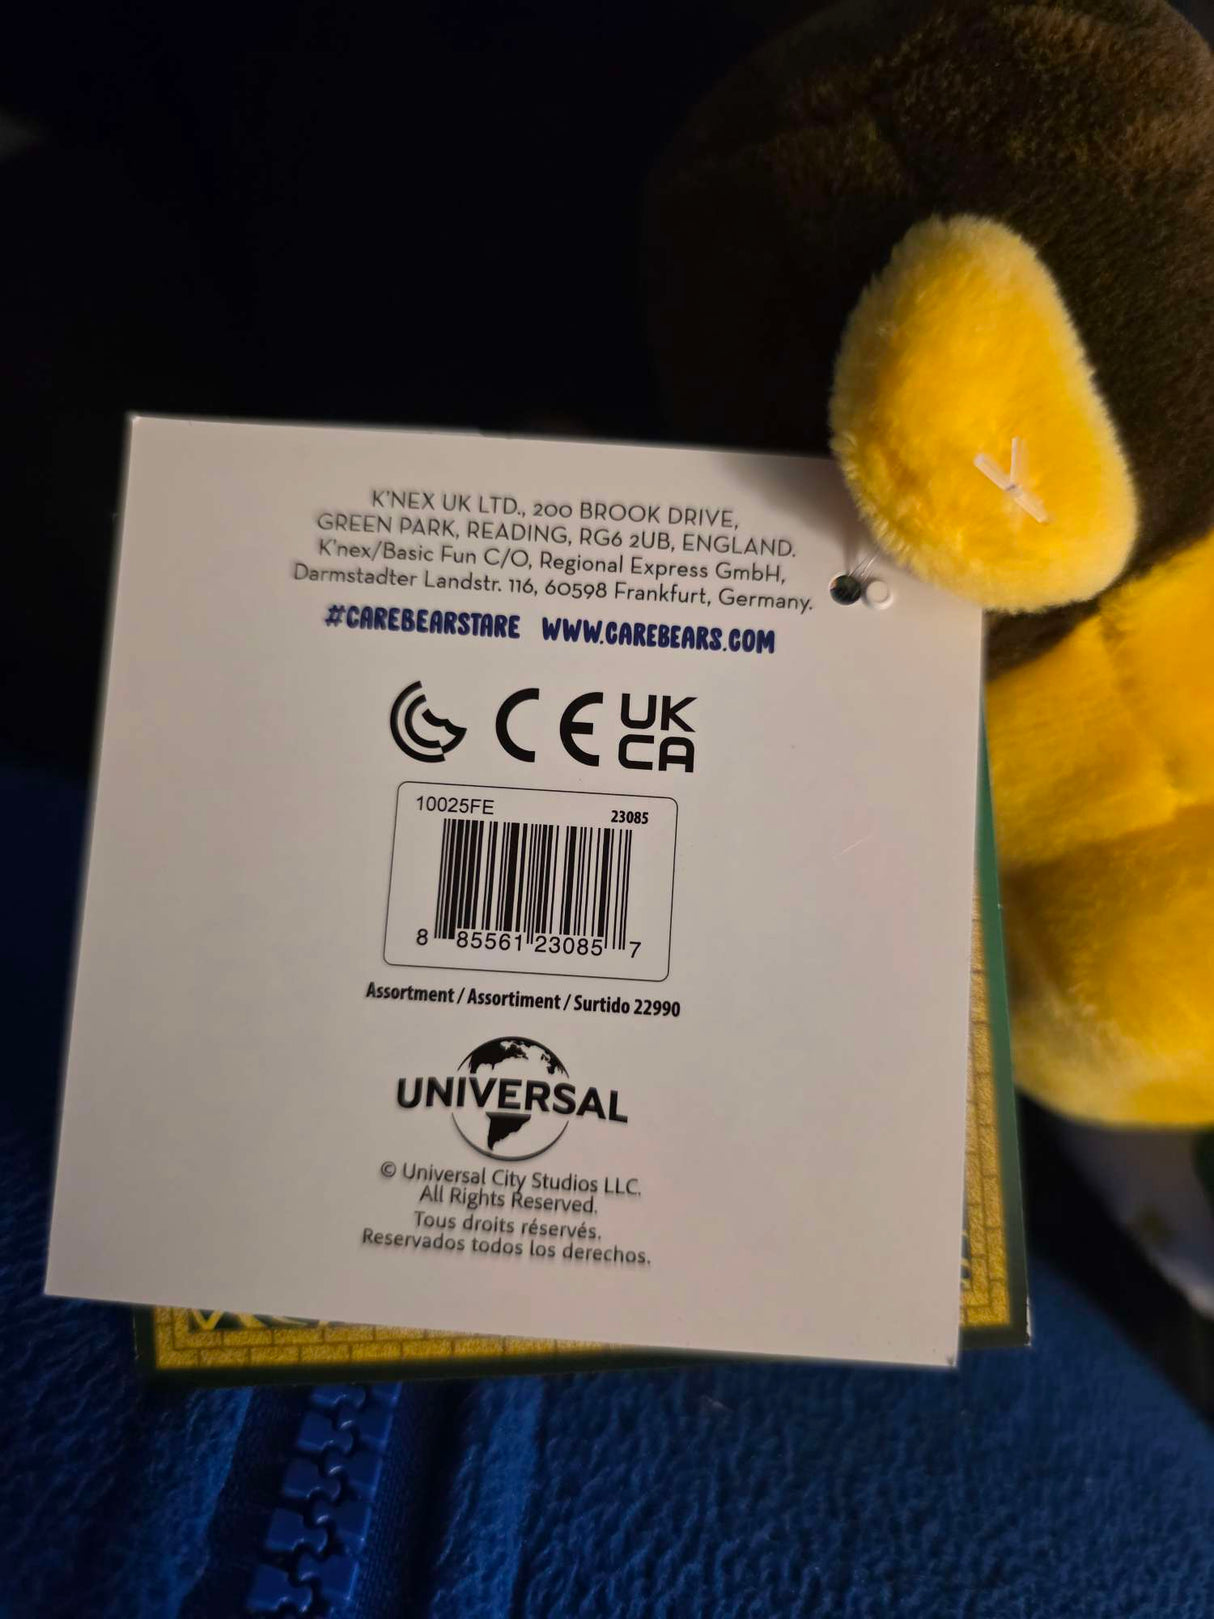 K'NEX UK LTD., 200 BROOK DRIVE,
GREEN PARK, READING, RG6 2UB, ENGLAND.
K'nex/Basic Fun C/O, Regional Express GmbH,
Darmstadter Landstr. 116, 60598 Frankfurt, Germany.
#CAREBEARSTARE WWW.CAREBEARS.COM
CE UK
CA
10025FE 23085
8 85561 23085 7
Assortment / Assortiment / Surtido 22990
UNIVERSAL
© Universal City Studios LLC.
All Rights Reserved.
Tous droits réservés.
Reservados todos los derechos.